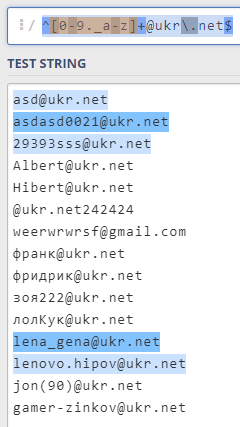 / ^[0-9._a-z]+@ukr\.net$
TEST STRING
asd@ukr.net
asdasd0021@ukr.net
29393sss@ukr.net
Albert@ukr.net
Hibert@ukr.net
@ukr.net242424
weerwrwrsf@gmail.com
франк@ukr.net
фридрик@ukr.net
зоя222@ukr.net
лолКук@ukr.net
lena_gena@ukr.net
lenovo.hipov@ukr.net
jon(90)@ukr.net
gamer-zinkov@ukr.net